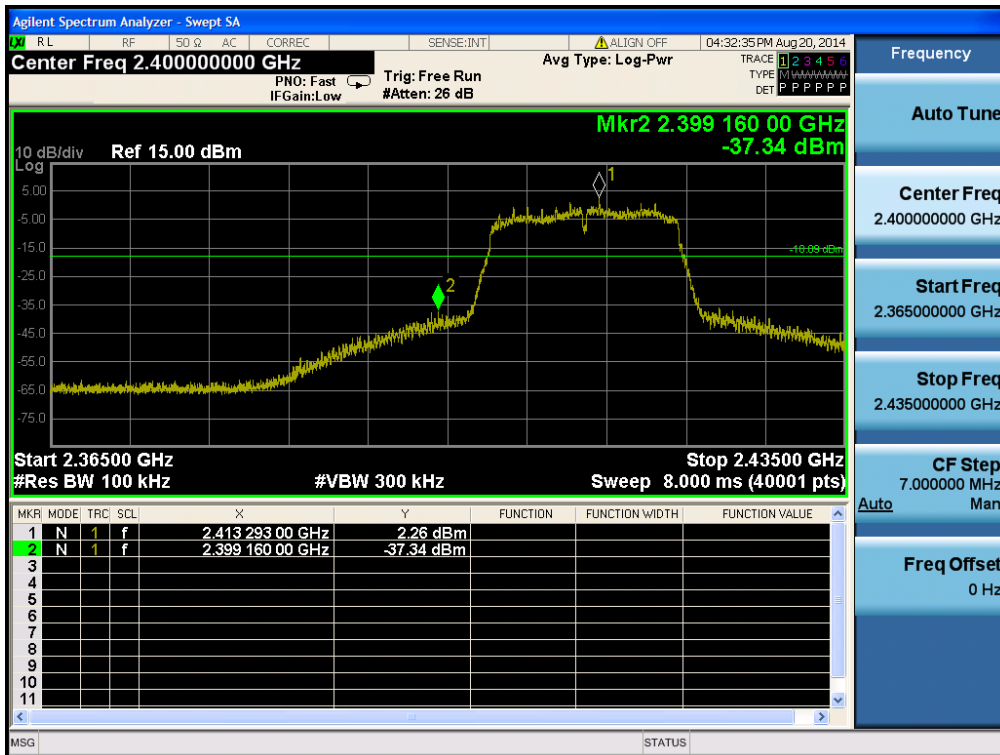 Agilent Spectrum Analyzer - Swept SA
LXI RL RF 50 Ω AC CORREC SENSE:INT ALIGN OFF 04:32:35 PM Aug 20, 2014
Center Freq 2.400000000 GHz
PNO: Fast
IFGain:Low
Trig: Free Run
#Atten: 26 dB
Avg Type: Log-Pwr
TRACE 1 2 3 4 5 6
TYPE M
DET P P P P P P
Mkr2 2.399 160 00 GHz
-37.34 dBm
10 dB/div Ref 15.00 dBm
Log
1
5.00
-5.00
-15.0
-25.0
2
-35.0
-45.0
-55.0
-65.0
-75.0
Start 2.36500 GHz Stop 2.43500 GHz
#Res BW 100 kHz #VBW 300 kHz Sweep 8.000 ms (40001 pts)
MKR MODE TRC SCL X Y FUNCTION FUNCTION WIDTH FUNCTION VALUE
1 N 1 f 2.413 293 00 GHz 2.26 dBm
2 N 1 f 2.399 160 00 GHz -37.34 dBm
3
4
5
6
7
8
9
10
11
MSG STATUS
Frequency
Auto Tune
Center Freq
2.400000000 GHz
Start Freq
2.365000000 GHz
Stop Freq
2.435000000 GHz
CF Step
7.000000 MHz
Auto Man
Freq Offset
0 Hz